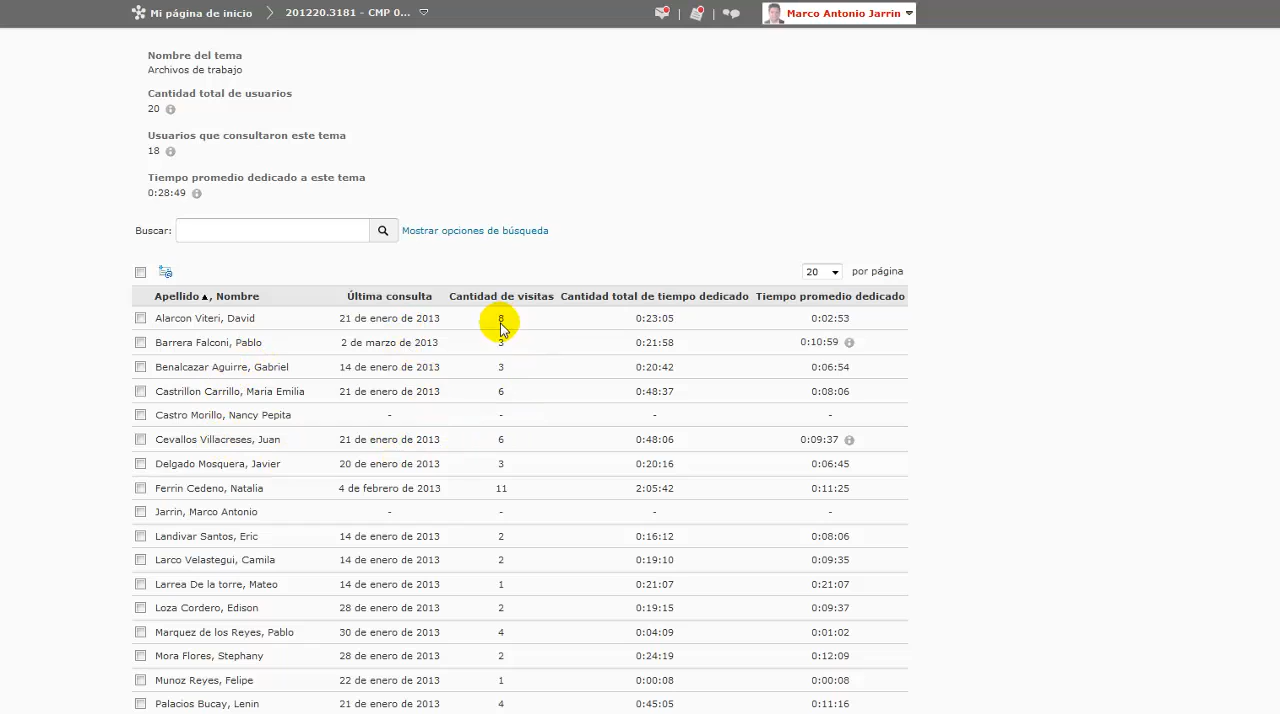 Mi página de inicio 201220.3181 - CMP 0... Marco Antonio Jarrin
Nombre del tema
Archivos de trabajo
Cantidad total de usuarios
20
Usuarios que consultaron este tema
18
Tiempo promedio dedicado a este tema
0:28:49
Buscar: Mostrar opciones de búsqueda
20 por página
Apellido ▲, Nombre Última consulta Cantidad de visitas Cantidad total de tiempo dedicado Tiempo promedio dedicado
Alarcon Viteri, David 21 de enero de 2013 8 0:23:05 0:02:53
Barrera Falconi, Pablo 2 de marzo de 2013 3 0:21:58 0:10:59
Benalcazar Aguirre, Gabriel 14 de enero de 2013 3 0:20:42 0:06:54
Castrillon Carrillo, Maria Emilia 21 de enero de 2013 6 0:48:37 0:08:06
Castro Morillo, Nancy Pepita - - - -
Cevallos Villacreses, Juan 21 de enero de 2013 6 0:48:06 0:09:37
Delgado Mosquera, Javier 20 de enero de 2013 3 0:20:16 0:06:45
Ferrin Cedeno, Natalia 4 de febrero de 2013 11 2:05:42 0:11:25
Jarrin, Marco Antonio - - - -
Landivar Santos, Eric 14 de enero de 2013 2 0:16:12 0:08:06
Larco Velastegui, Camila 14 de enero de 2013 2 0:19:10 0:09:35
Larrea De la torre, Mateo 14 de enero de 2013 1 0:21:07 0:21:07
Loza Cordero, Edison 28 de enero de 2013 2 0:19:15 0:09:37
Marquez de los Reyes, Pablo 30 de enero de 2013 4 0:04:09 0:01:02
Mora Flores, Stephany 28 de enero de 2013 2 0:24:19 0:12:09
Munoz Reyes, Felipe 22 de enero de 2013 1 0:00:08 0:00:08
Palacios Bucay, Lenin 21 de enero de 2013 4 0:45:05 0:11:16